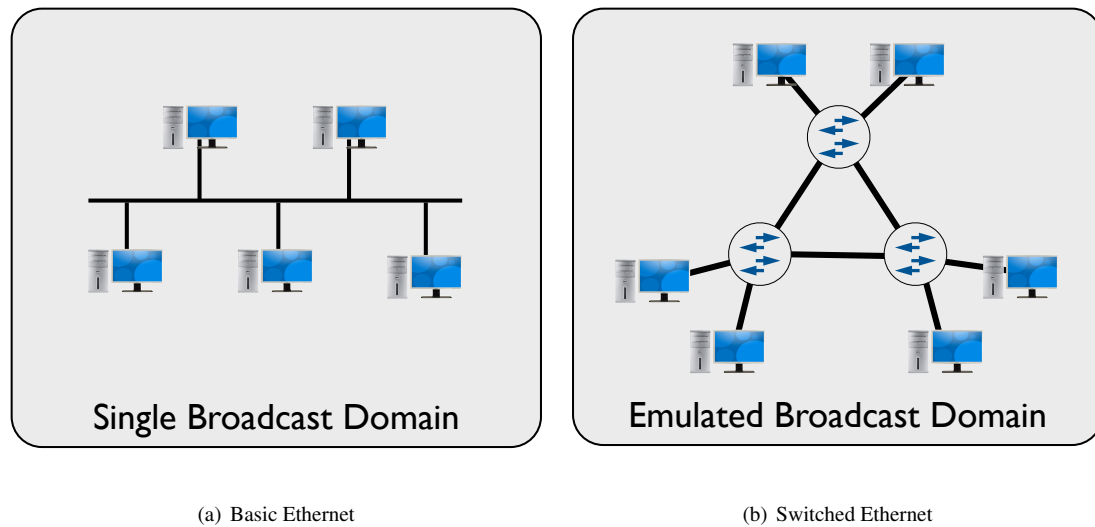 Single Broadcast Domain
Emulated Broadcast Domain
(a) Basic Ethernet
(b) Switched Ethernet